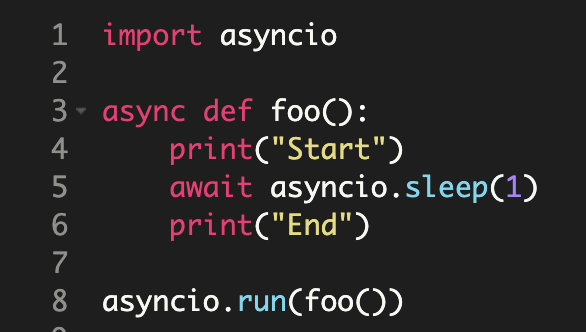 1 import asyncio
2
3 async def foo():
4     print("Start")
5     await asyncio.sleep(1)
6     print("End")
7
8 asyncio.run(foo())